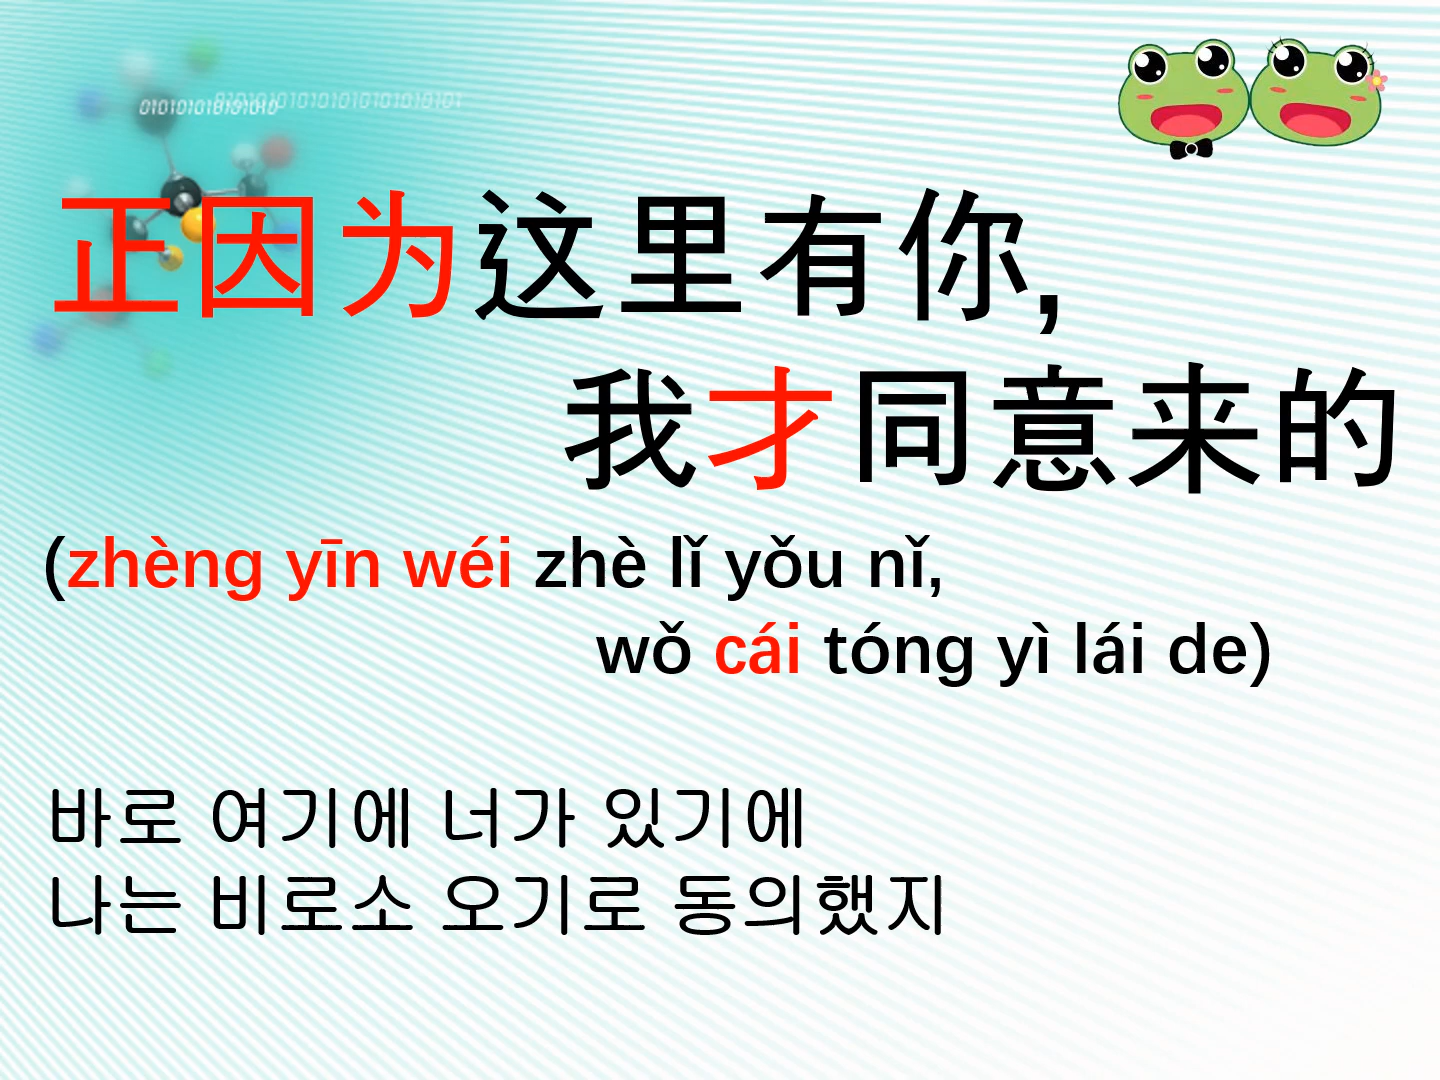 正因为这里有你,
我才同意来的
(zhèng yīn wéi zhè lǐ yǒu nǐ,
wǒ cái tóng yì lái de)
바로 여기에 너가 있기에
나는 비로소 오기로 동의했지